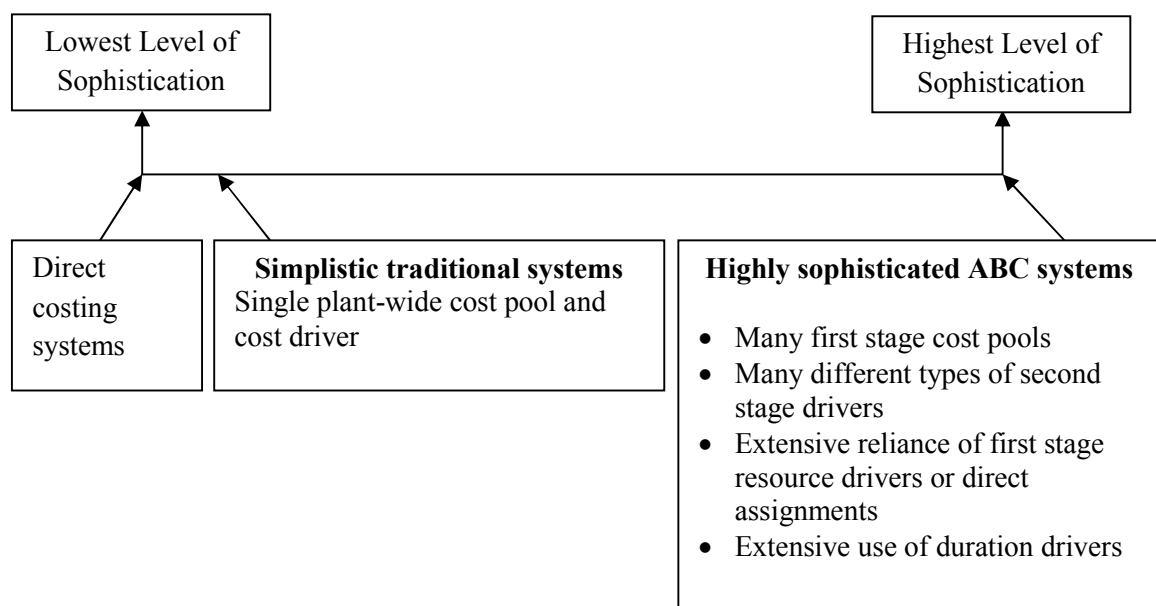 Lowest Level of
Sophistication
Highest Level of
Sophistication
Direct
costing
systems
Simplistic traditional systems
Single plant-wide cost pool and
cost driver
Highly sophisticated ABC systems
• Many first stage cost pools
• Many different types of second
stage drivers
• Extensive reliance of first stage
resource drivers or direct
assignments
• Extensive use of duration drivers